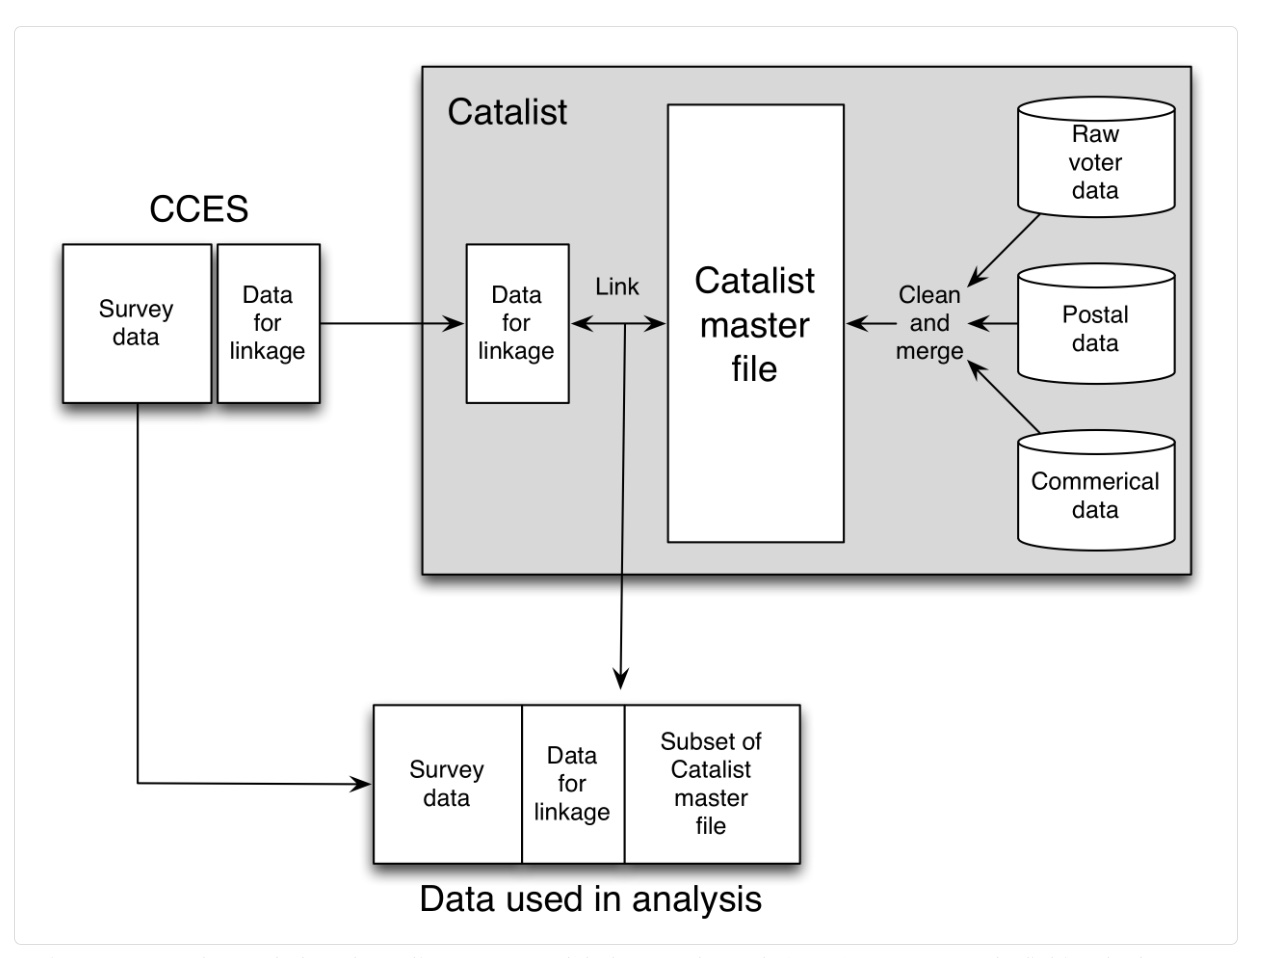 Catalist
CCES
Survey
data
Data
for
linkage
Data
for
linkage
Link
Catalist
master
file
Clean
and
merge
Raw
voter
data
Postal
data
Commerical
data
Survey
data
Data
for
linkage
Subset of
Catalist
master
file
Data used in analysis